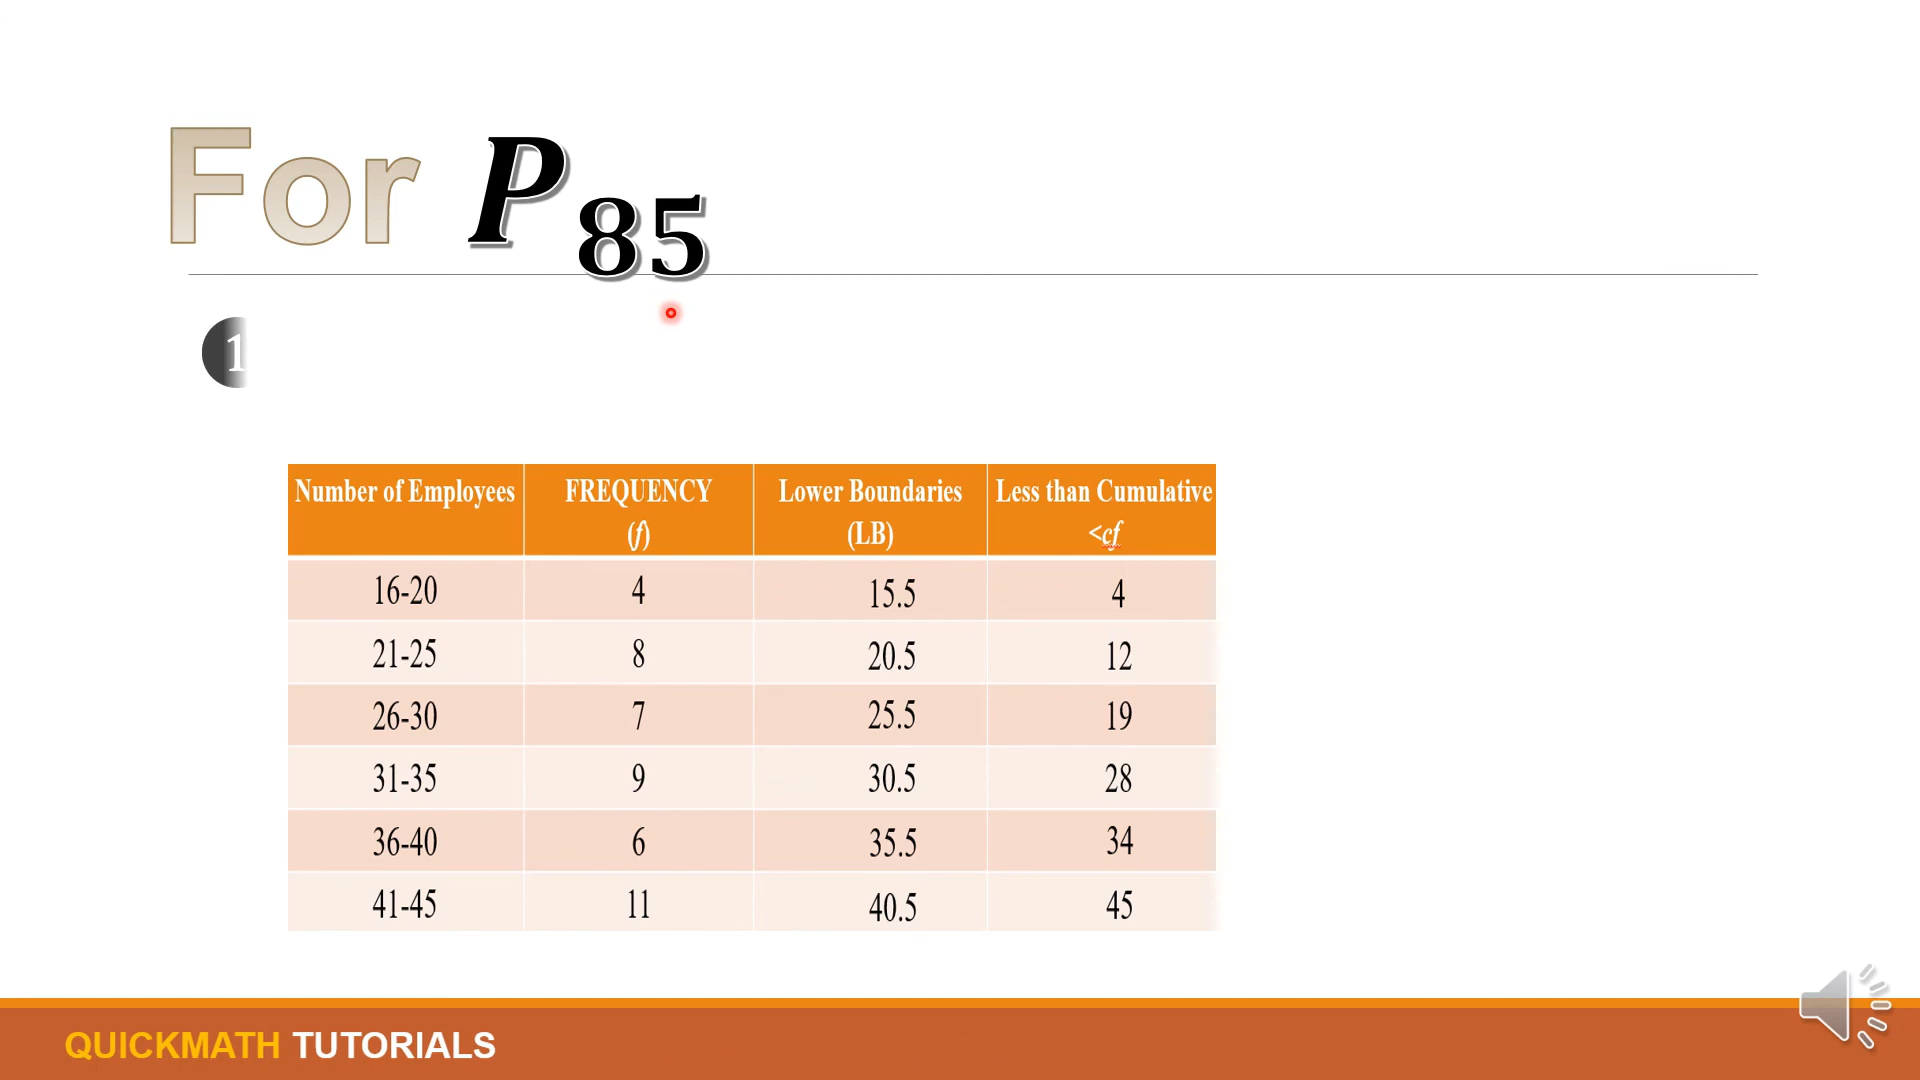 For P85
1
Number of Employees FREQUENCY (f) Lower Boundaries (LB) Less than Cumulative <cf
16-20 4 15.5 4
21-25 8 20.5 12
26-30 7 25.5 19
31-35 9 30.5 28
36-40 6 35.5 34
41-45 11 40.5 45
QUICKMATH TUTORIALS